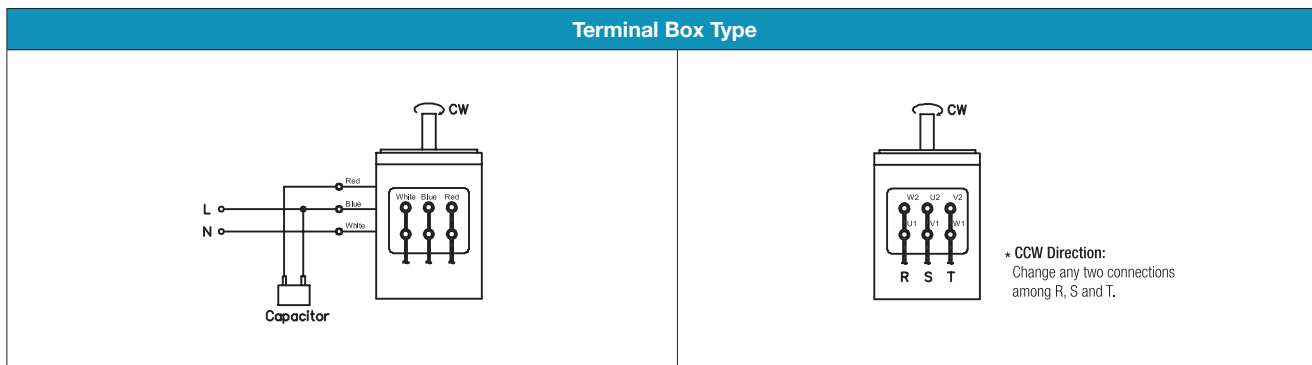 Terminal Box Type
CW
Red
Blue
White
L
N
White Blue Red
Capacitor
CW
W2 U2 V2
U1 V1 W1
R S T
* CCW Direction:
Change any two connections
among R, S and T.